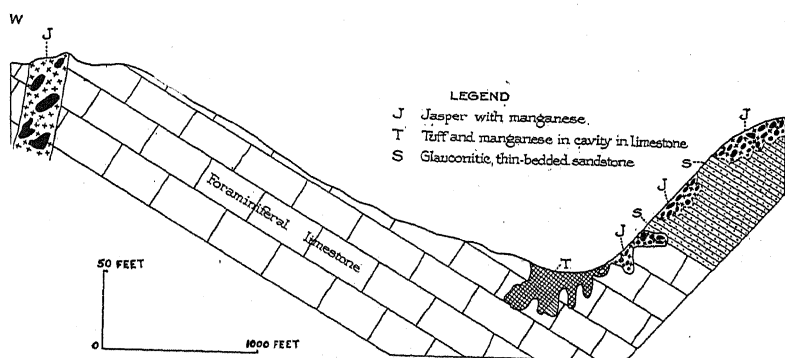 W
J
LEGEND
J Jasper with manganese.
T Tuff and manganese in cavity in limestone
S Glauconitic, thin-bedded sandstone
J
S
J
S
J
Foraminiferal limestone
T
50 FEET
0
1000 FEET